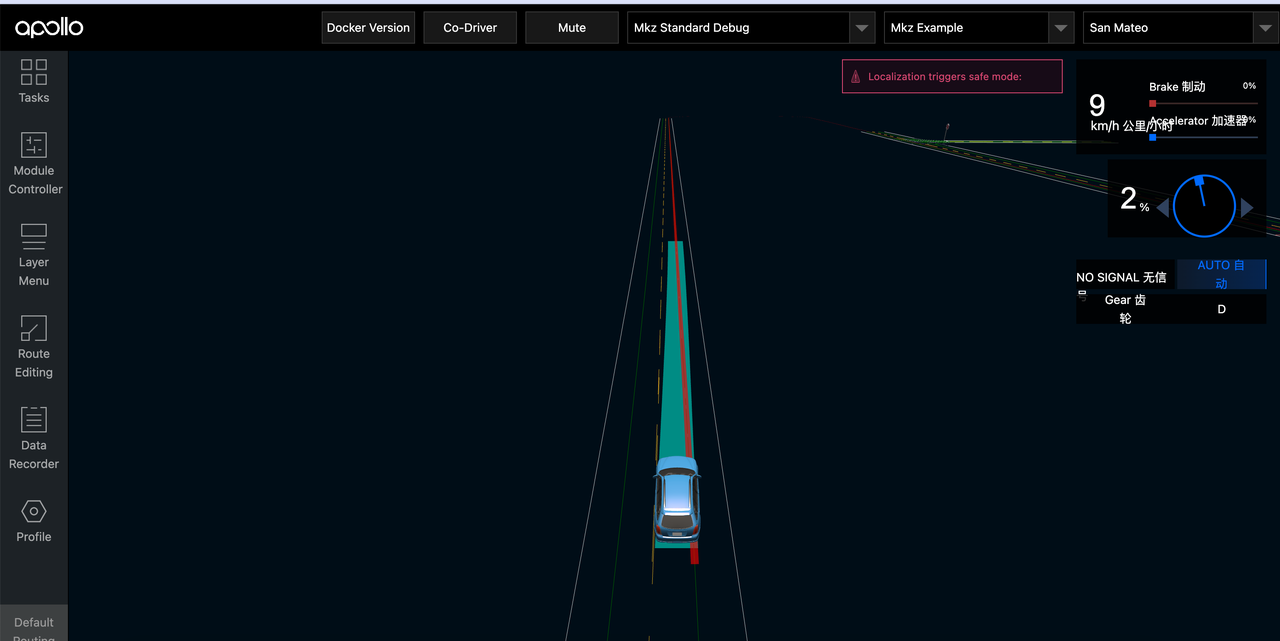 apollo
Docker Version
Co-Driver
Mute
Mkz Standard Debug
Mkz Example
San Mateo
Tasks
Module
Controller
Layer
Menu
Route
Editing
Data
Recorder
Profile
Default
Routing
Localization triggers safe mode:
9
km/h 公里/小时
Brake 制动
0%
Accelerator 加速器
0%
2 %
NO SIGNAL 无信
号
AUTO 自
动
Gear 齿
轮
D